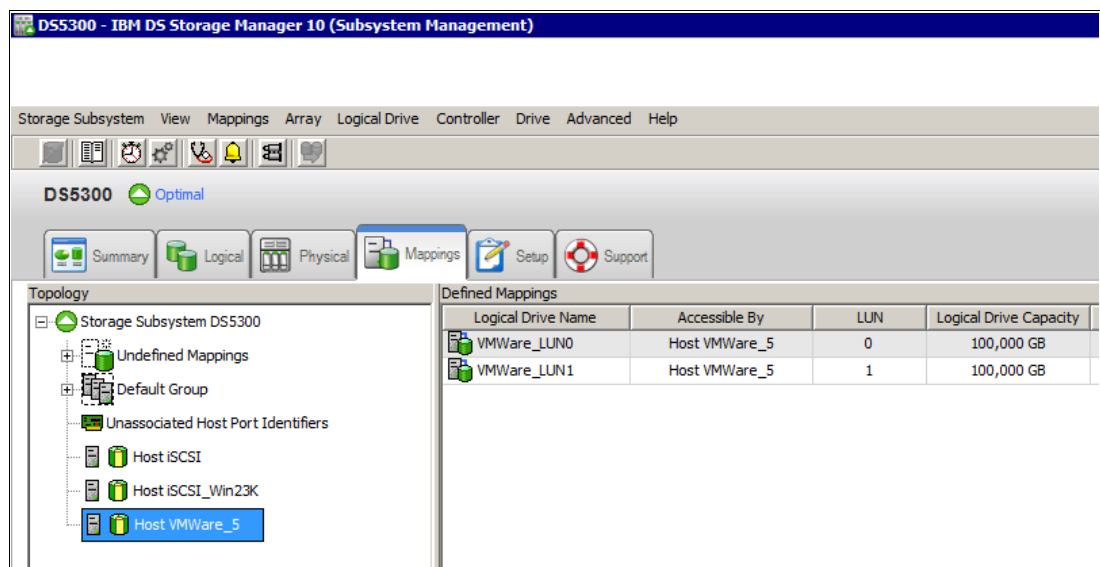 DS5300 - IBM DS Storage Manager 10 (Subsystem Management)
Storage Subsystem View Mappings Array Logical Drive Controller Drive Advanced Help
DS5300 Optimal
Summary Logical Physical Mappings Setup Support
Topology
Storage Subsystem DS5300
Undefined Mappings
Default Group
Unassociated Host Port Identifiers
Host iSCSI
Host iSCSI_Win23K
Host VMWare_5
Defined Mappings
Logical Drive Name Accessible By LUN Logical Drive Capacity
VMWare_LUN0 Host VMWare_5 0 100,000 GB
VMWare_LUN1 Host VMWare_5 1 100,000 GB